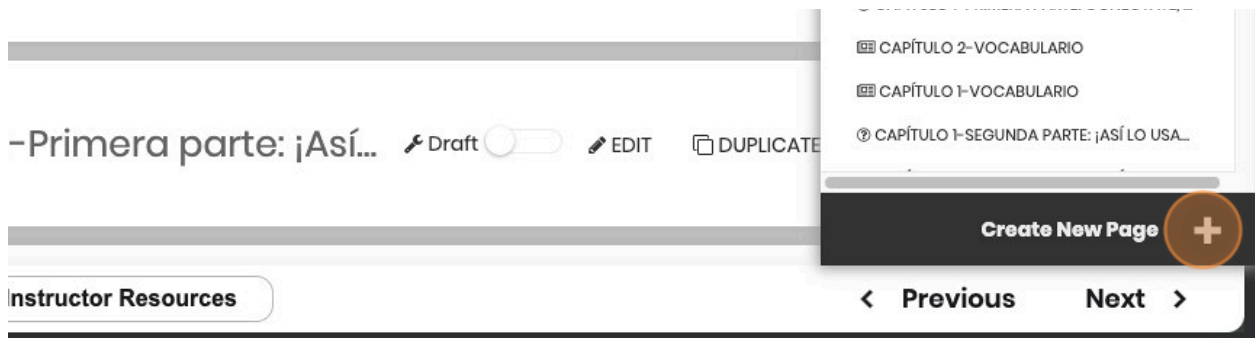 CAPÍTULO 2-VOCABULARIO
CAPÍTULO 1-VOCABULARIO
-Primera parte: ¡Así... Draft EDIT DUPLICATE
CAPÍTULO 1-SEGUNDA PARTE: ¡ASÍ LO USA...
Create New Page
Instructor Resources
Previous Next